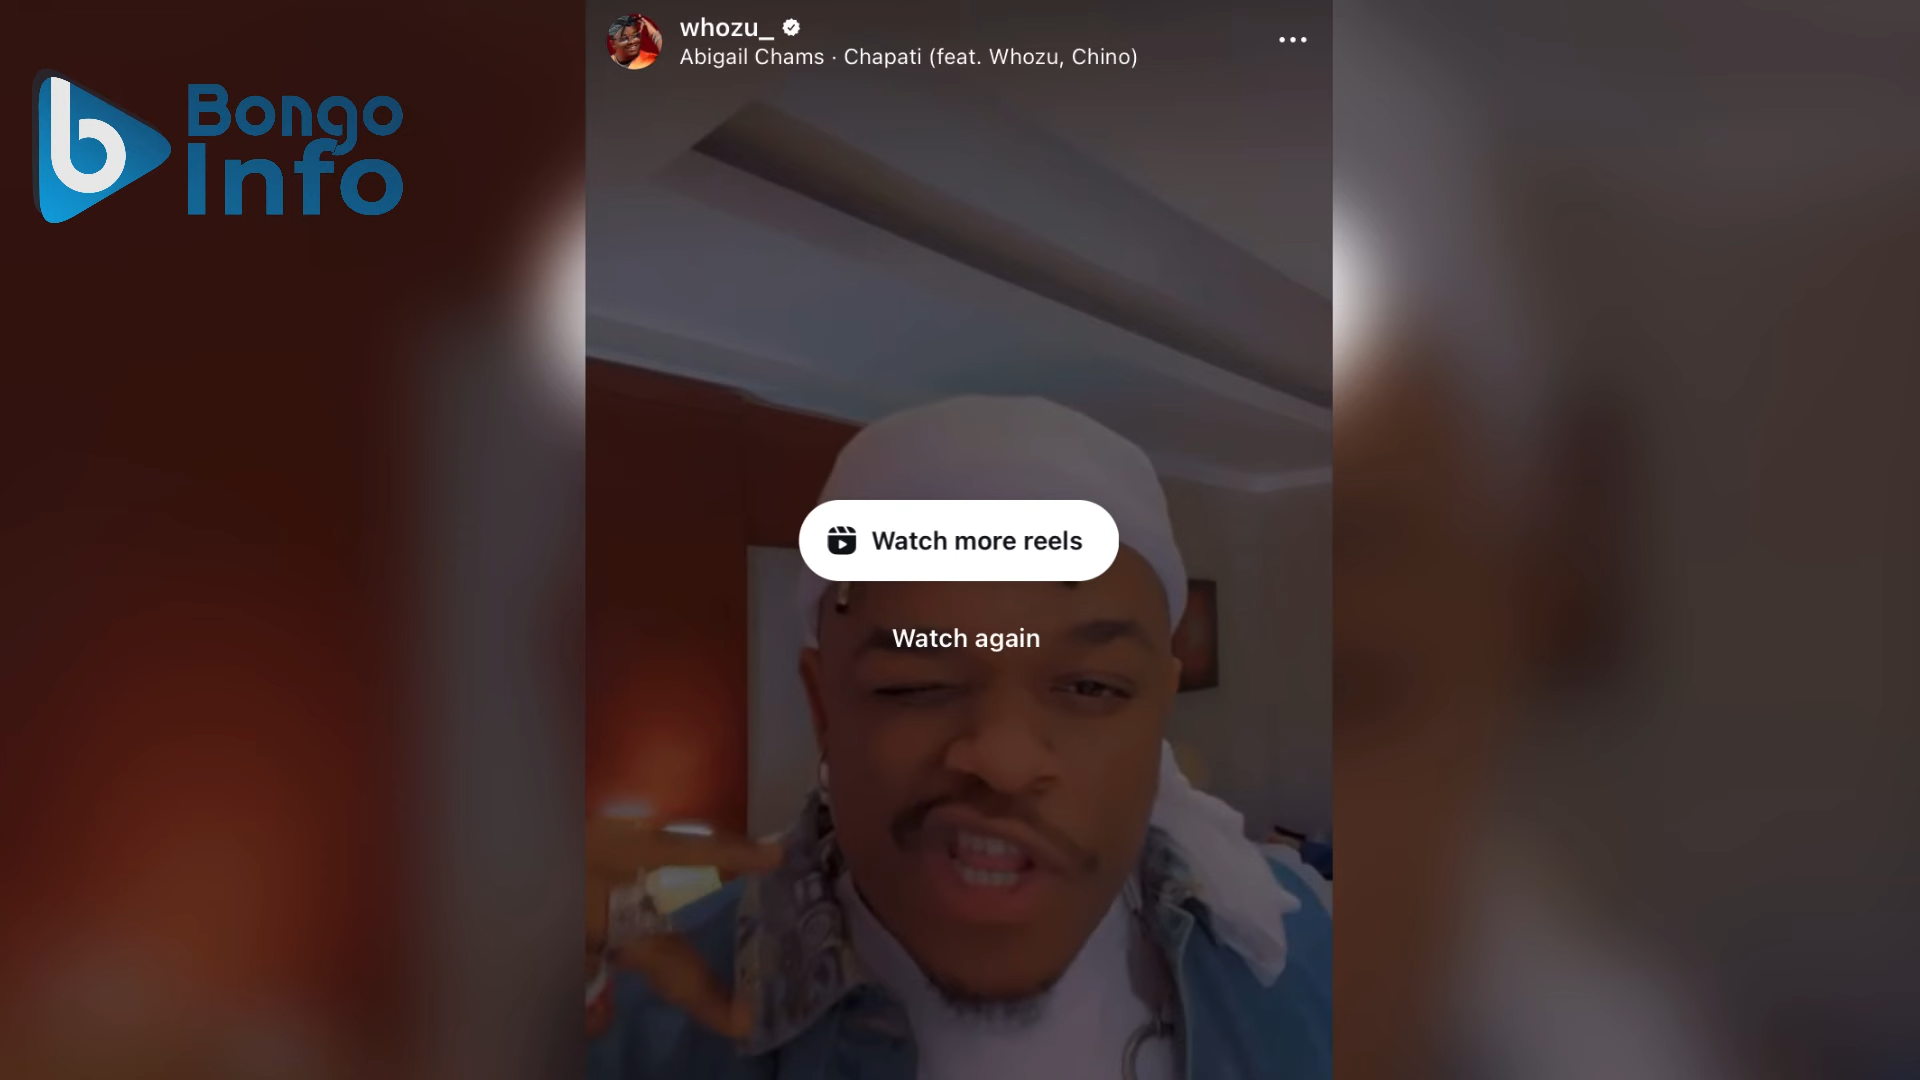 whozu_
Abigail Chams · Chapati (feat. Whozu, Chino)
Bongo
Info
Watch more reels
Watch again